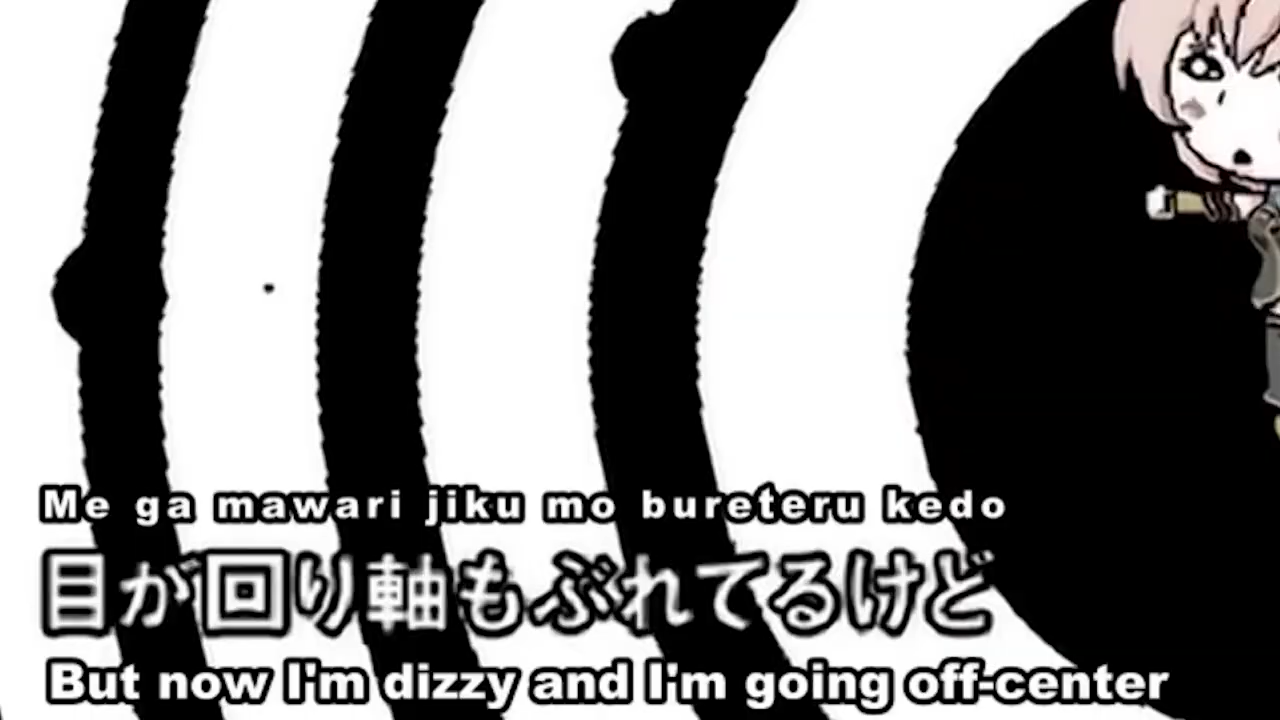 Me ga mawari jiku mo bureteru kedo
目が回り軸もぶれてるけど
But now I'm dizzy and I'm going off-center